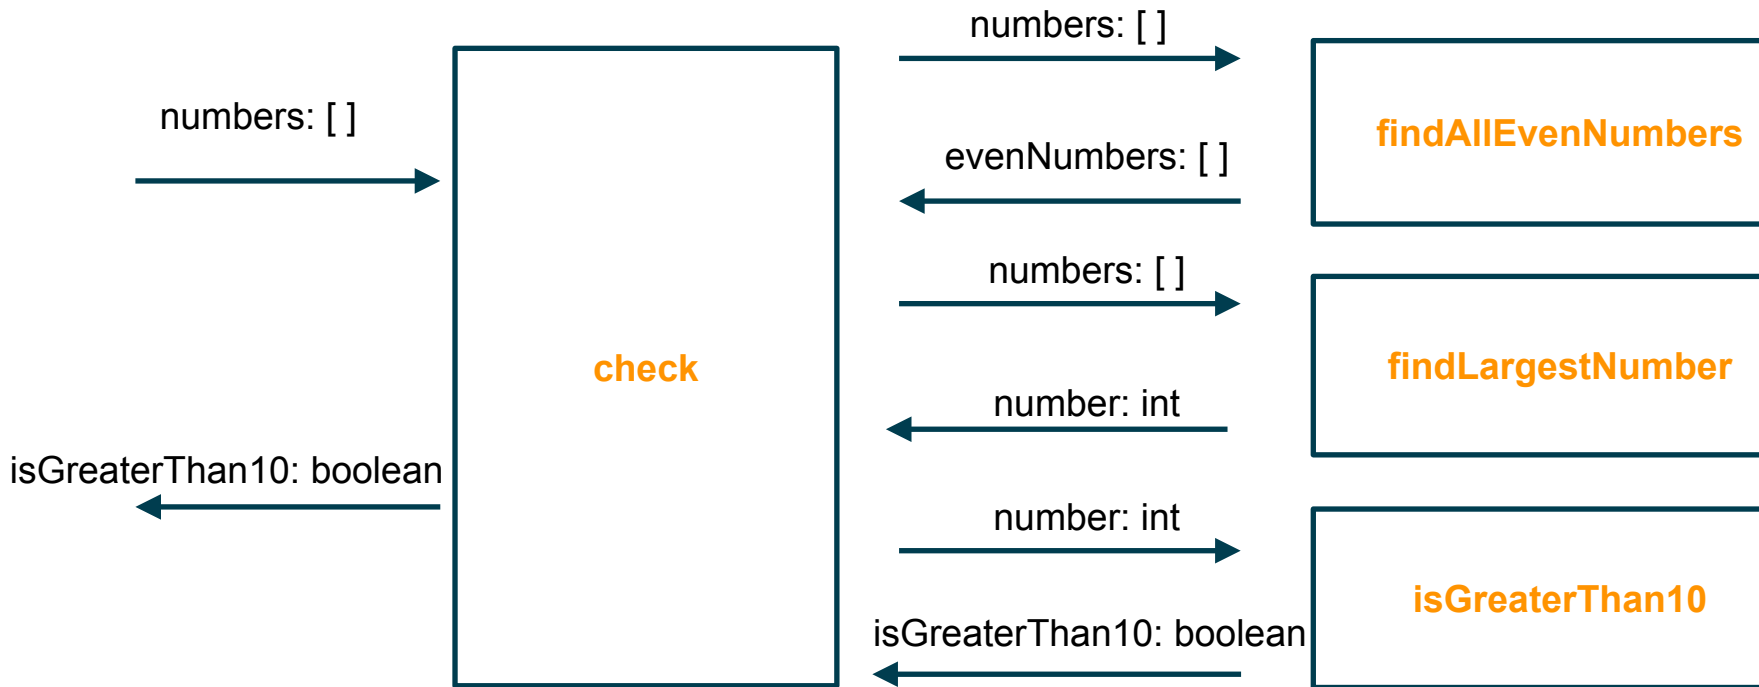 numbers: [ ]
numbers: [ ]
findAllEvenNumbers
evenNumbers: [ ]
numbers: [ ]
check
findLargestNumber
number: int
isGreaterThan10: boolean
number: int
isGreaterThan10
isGreaterThan10: boolean